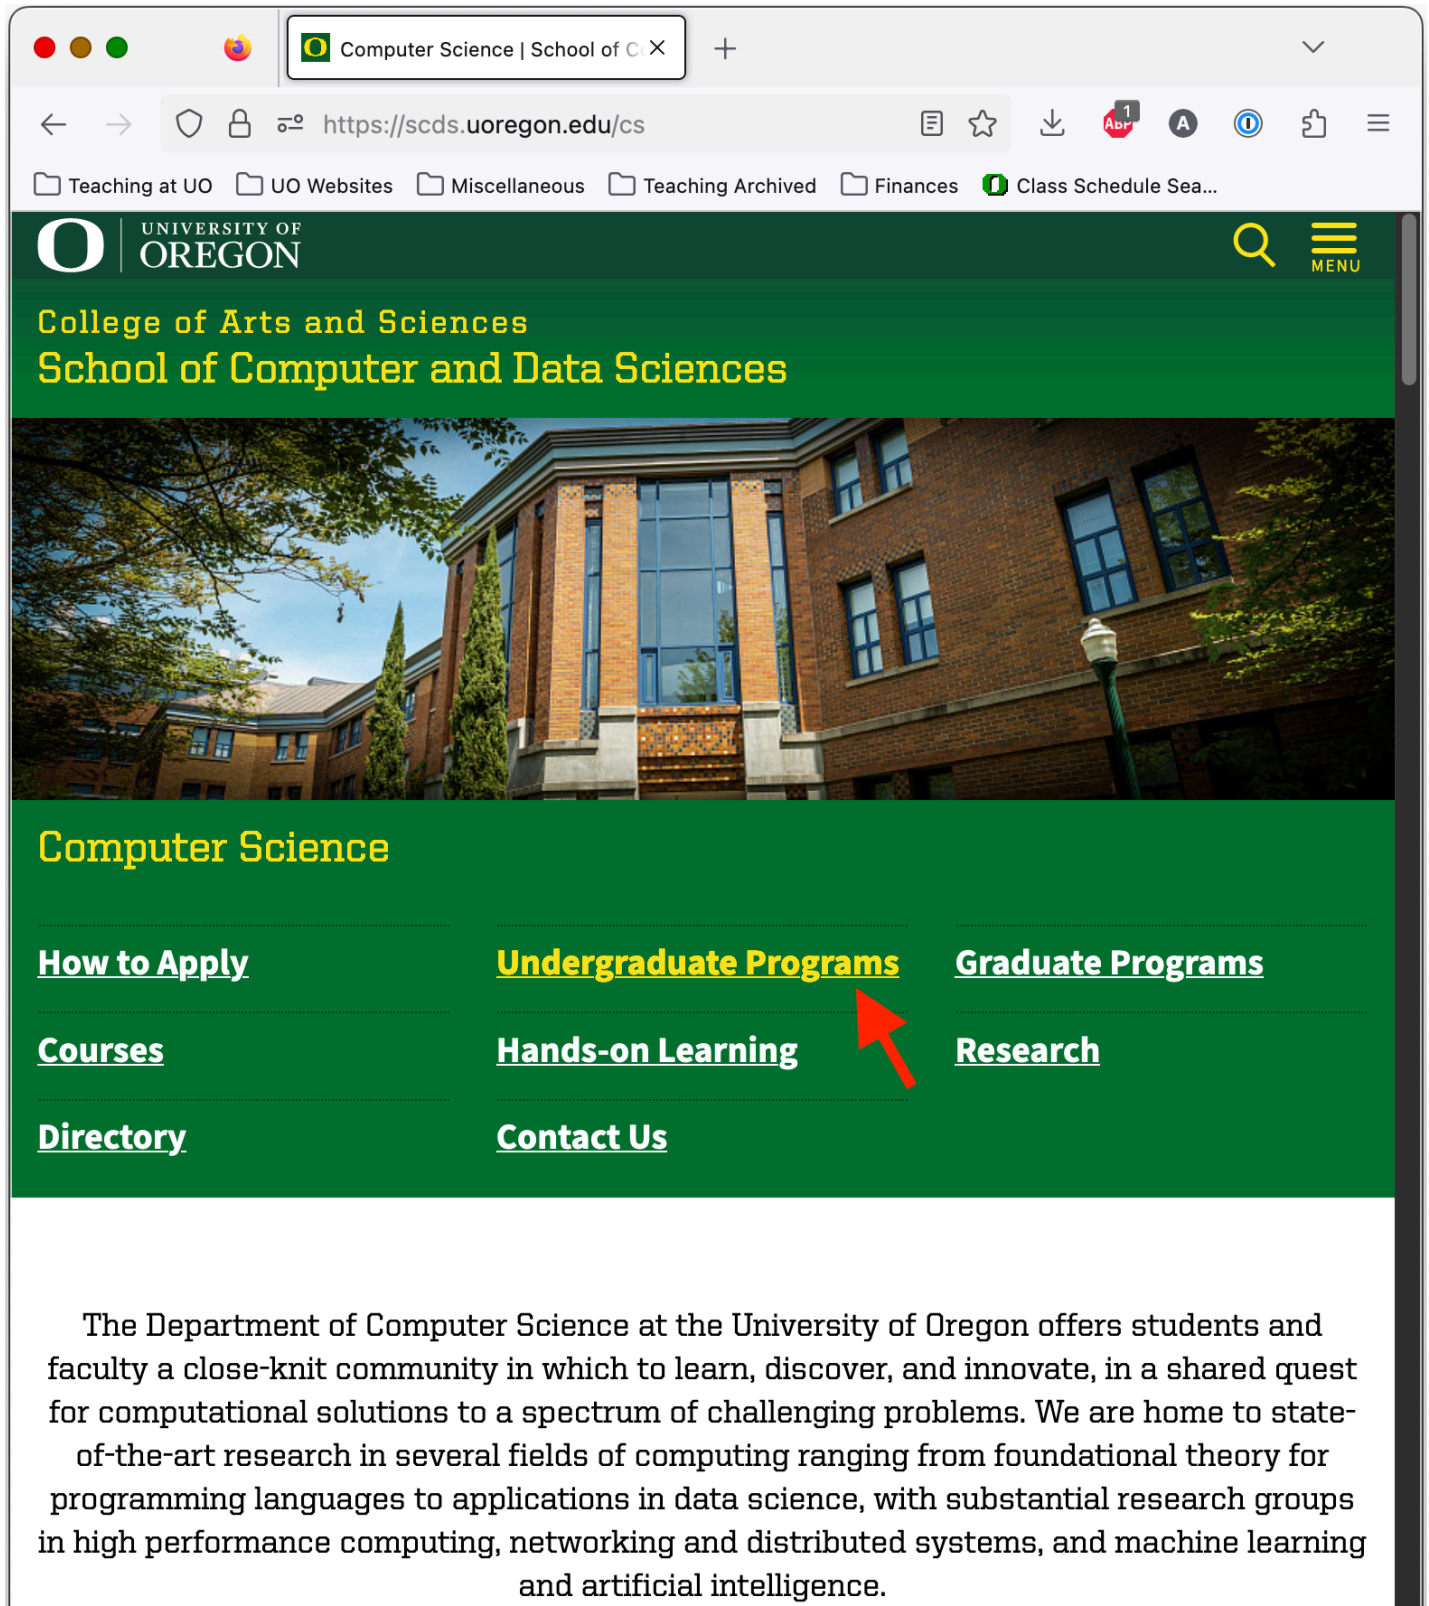 Computer Science | School of C
https://scds.uoregon.edu/cs
1
ABP
A
Teaching at UO
UO Websites
Miscellaneous
Teaching Archived
Finances
Class Schedule Sea...
UNIVERSITY OF
OREGON
MENU
College of Arts and Sciences
School of Computer and Data Sciences
Computer Science
How to Apply
Undergraduate Programs
Graduate Programs
Courses
Hands-on Learning
Research
Directory
Contact Us
The Department of Computer Science at the University of Oregon offers students and
faculty a close-knit community in which to learn, discover, and innovate, in a shared quest
for computational solutions to a spectrum of challenging problems. We are home to state-
of-the-art research in several fields of computing ranging from foundational theory for
programming languages to applications in data science, with substantial research groups
in high performance computing, networking and distributed systems, and machine learning
and artificial intelligence.